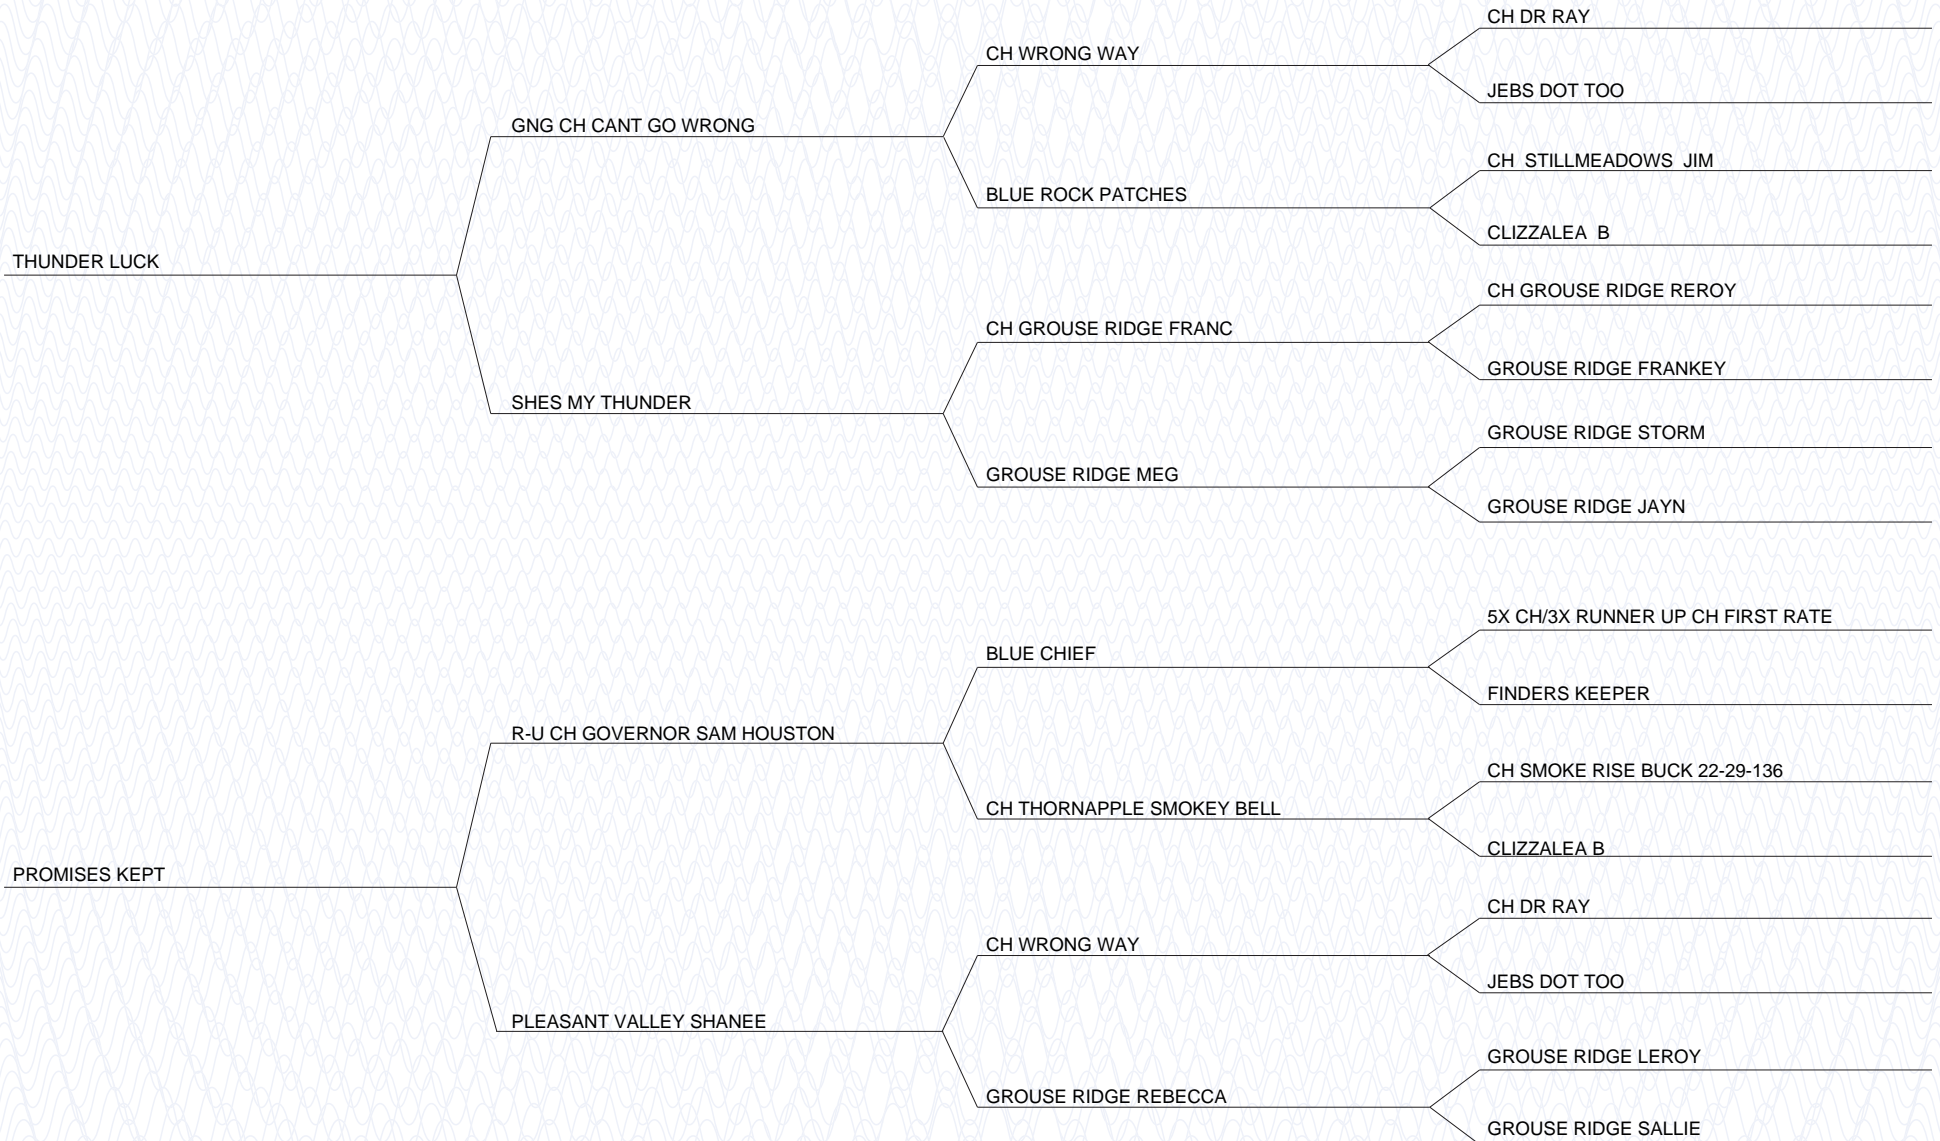 CH DR RAY
CH WRONG WAY
JEBS DOT TOO
GNG CH CANT GO WRONG
CH  STILLMEADOWS  JIM
BLUE ROCK PATCHES
CLIZZALEA  B
THUNDER LUCK
CH GROUSE RIDGE REROY
CH GROUSE RIDGE FRANC
GROUSE RIDGE FRANKEY
SHES MY THUNDER
GROUSE RIDGE STORM
GROUSE RIDGE MEG
GROUSE RIDGE JAYN
5X CH/3X RUNNER UP CH FIRST RATE
BLUE CHIEF
FINDERS KEEPER
R-U CH GOVERNOR SAM HOUSTON
CH SMOKE RISE BUCK 22-29-136
CH THORNAPPLE SMOKEY BELL
CLIZZALEA B
PROMISES KEPT
CH DR RAY
CH WRONG WAY
JEBS DOT TOO
PLEASANT VALLEY SHANEE
GROUSE RIDGE LEROY
GROUSE RIDGE REBECCA
GROUSE RIDGE SALLIE